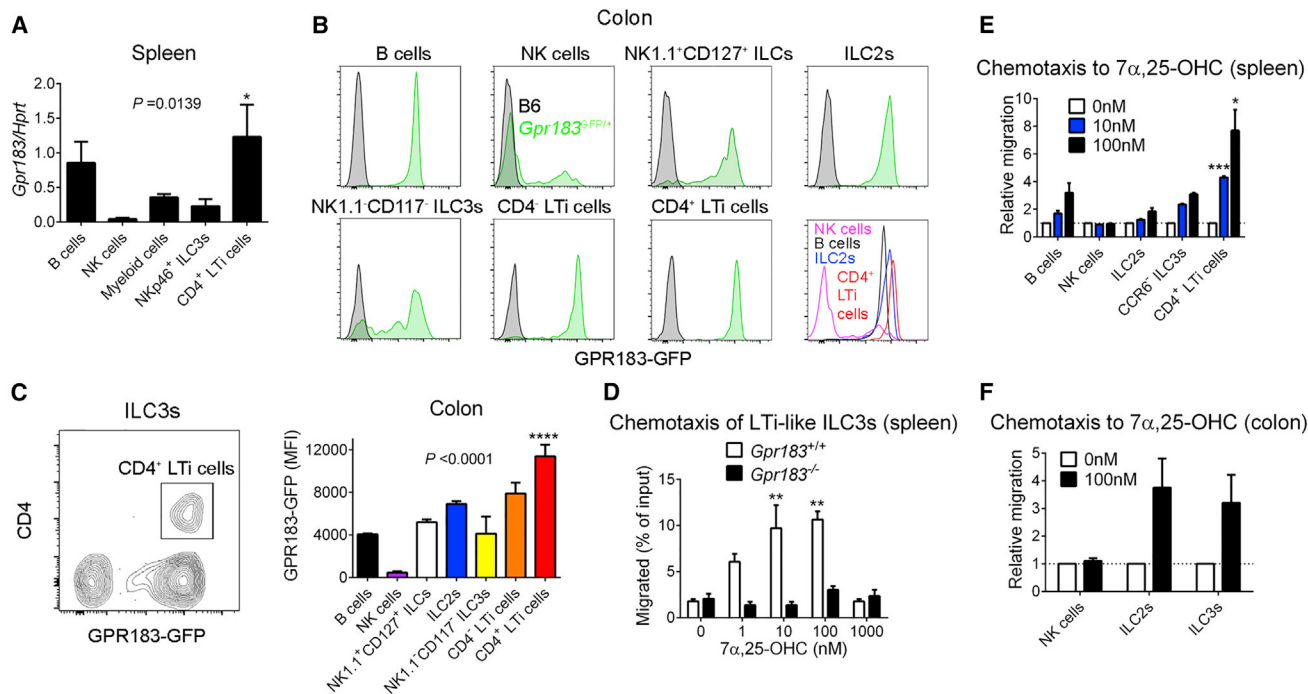 A
Spleen
P =0.0139
*
Gpr183/Hprt
2.0
1.5
1.0
0.5
0.0
B cells
NK cells
Myeloid cells
NKp46⁺ ILC3s
CD4⁺ LTi cells
B
Colon
B cells
NK cells
NK1.1⁺CD127⁺ ILCs
ILC2s
B6
Gpr183^GFP/+
NK1.1⁻CD117⁻ ILC3s
CD4⁻ LTi cells
CD4⁺ LTi cells
NK cells
B cells
ILC2s
CD4⁺
LTi
cells
GPR183-GFP
C
ILC3s
CD4⁺ LTi cells
CD4
GPR183-GFP
Colon
P <0.0001
****
GPR183-GFP (MFI)
12000
8000
4000
0
B cells
NK cells
NK1.1⁺CD127⁺ ILCs
ILC2s
NK1.1⁻CD117⁻ ILC3s
CD4⁻ LTi cells
CD4⁺ LTi cells
D
Chemotaxis of LTi-like ILC3s (spleen)
Gpr183⁺/⁺
Gpr183⁻/⁻
Migrated (% of input)
15
10
5
0
** **
0 1 10 100 1000
7α,25-OHC (nM)
E
Chemotaxis to 7α,25-OHC (spleen)
0nM
10nM
100nM
*
***
Relative migration
10
8
6
4
2
0
B cells
NK cells
ILC2s
CCR6⁻ ILC3s
CD4⁺ LTi cells
F
Chemotaxis to 7α,25-OHC (colon)
0nM
100nM
Relative migration
5
4
3
2
1
0
NK cells
ILC2s
ILC3s